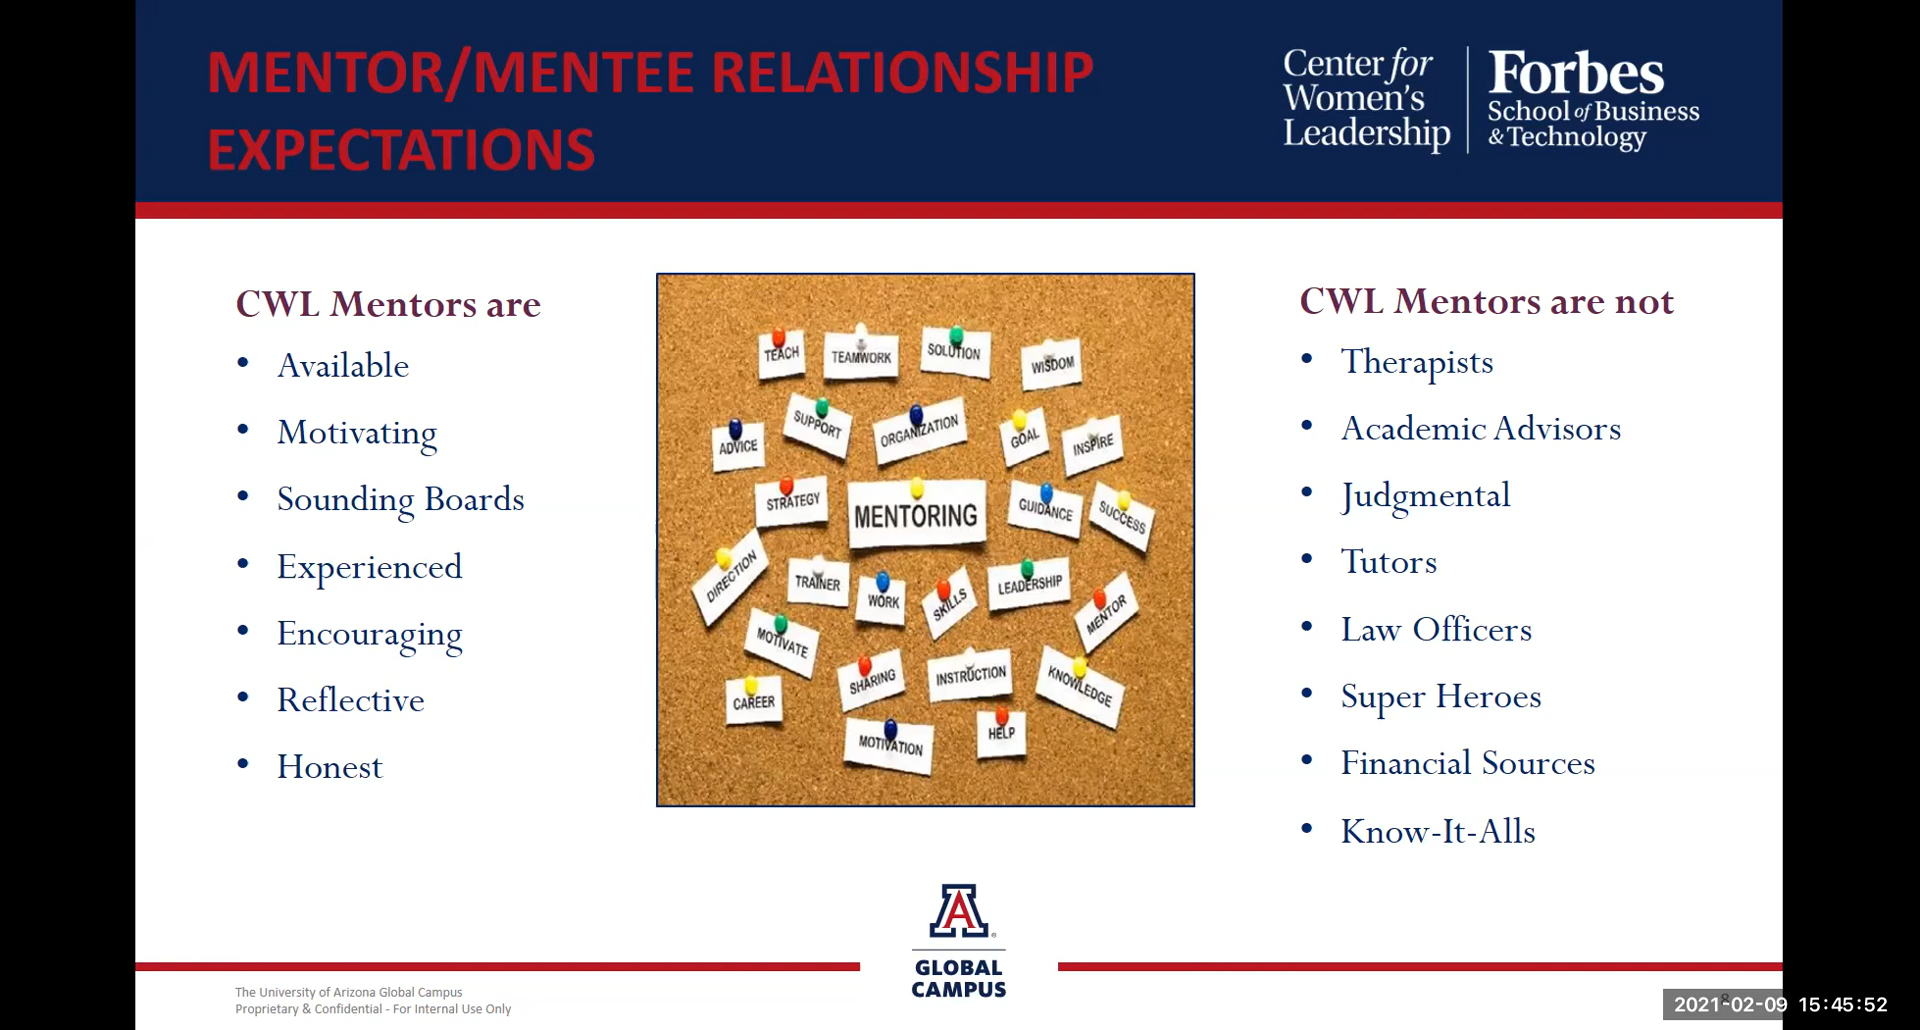 MENTOR/MENTEE RELATIONSHIP
EXPECTATIONS
Center for
Women's
Leadership
Forbes
School of Business
& Technology
CWL Mentors are
• Available
• Motivating
• Sounding Boards
• Experienced
• Encouraging
• Reflective
• Honest
TEACH
TEAMWORK
SOLUTION
WISDOM
ADVICE
SUPPORT
ORGANIZATION
GOAL
INSPIRE
STRATEGY
MENTORING
GUIDANCE
SUCCESS
DIRECTION
TRAINER
WORK
SKILLS
LEADERSHIP
MENTOR
MOTIVATE
SHARING
INSTRUCTION
KNOWLEDGE
CAREER
MOTIVATION
HELP
CWL Mentors are not
• Therapists
• Academic Advisors
• Judgmental
• Tutors
• Law Officers
• Super Heroes
• Financial Sources
• Know-It-Alls
A
GLOBAL
CAMPUS
The University of Arizona Global Campus
Proprietary & Confidential - For Internal Use Only
2021-02-09 15:45:52